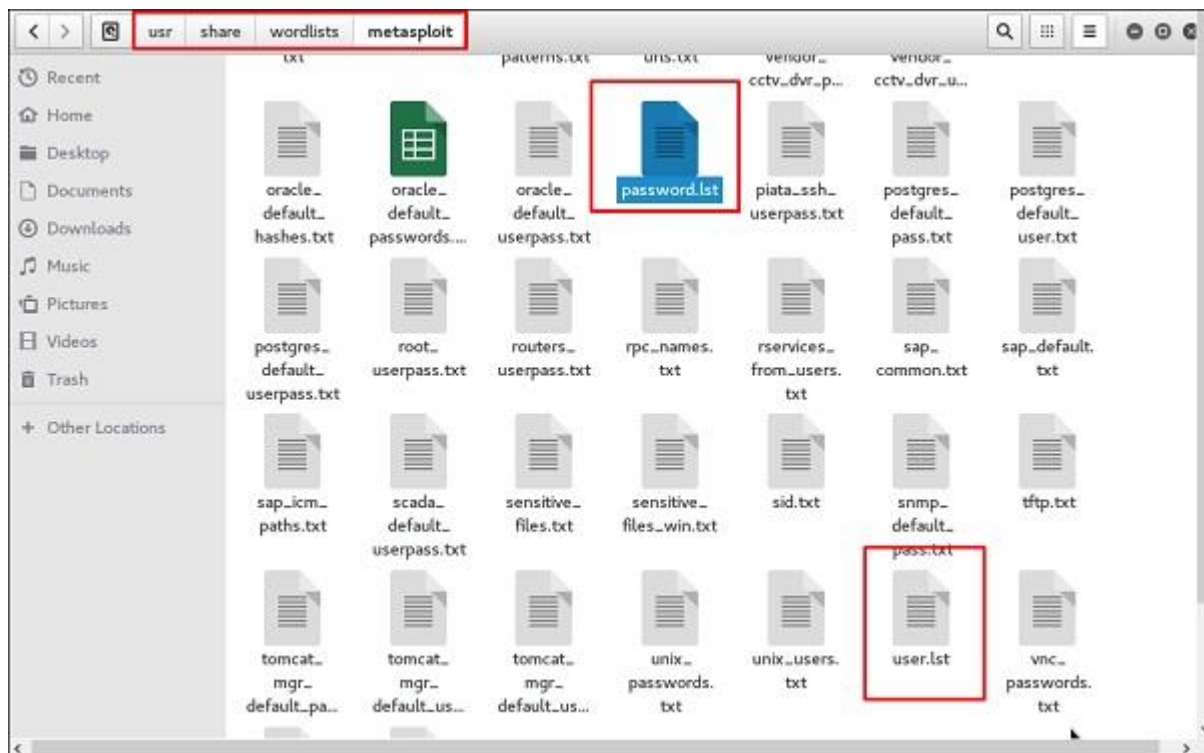 usr share wordlists metasploit
Recent
Home
Desktop
Documents
Downloads
Music
Pictures
Videos
Trash
+ Other Locations
txt
patterns.txt
uris.txt
vendor_
cctv_dvr_p...
vendor_
cctv_dvr_u...
oracle_
default_
hashes.txt
oracle_
default_
passwords....
oracle_
default_
userpass.txt
password.lst
piata_ssh_
userpass.txt
postgres_
default_
pass.txt
postgres_
default_
user.txt
postgres_
default_
userpass.txt
root_
userpass.txt
routers_
userpass.txt
rpc_names.
txt
rservices_
from_users.
txt
sap_
common.txt
sap_default.
txt
sap_icm_
paths.txt
scada_
default_
userpass.txt
sensitive_
files.txt
sensitive_
files_win.txt
sid.txt
snmp_
default_
pass.txt
tftp.txt
tomcat_
mgr_
default_pa...
tomcat_
mgr_
default_us...
tomcat_
mgr_
default_us...
unix_
passwords.
txt
unix_users.
txt
user.lst
vnc_
passwords.
txt